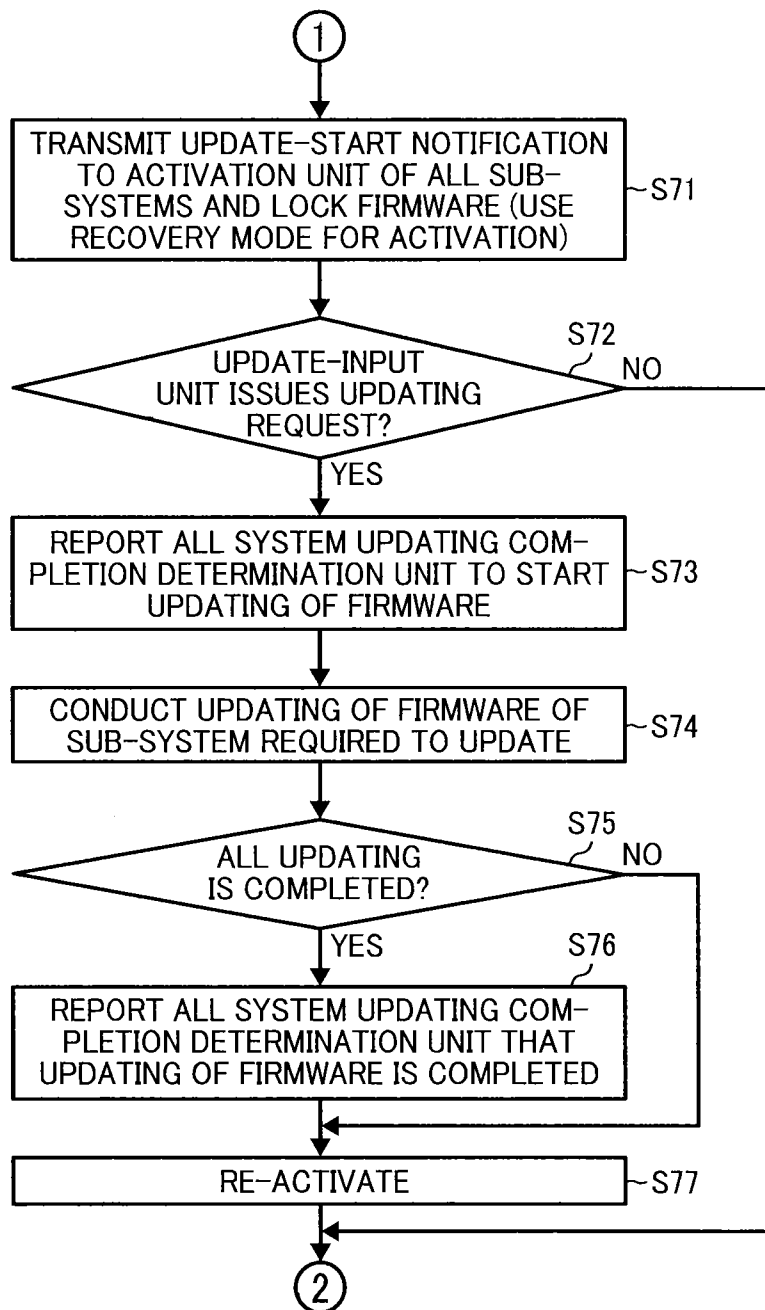 1
TRANSMIT UPDATE-START NOTIFICATION
TO ACTIVATION UNIT OF ALL SUB-
SYSTEMS AND LOCK FIRMWARE (USE
RECOVERY MODE FOR ACTIVATION)
S71
S72
UPDATE-INPUT
UNIT ISSUES UPDATING
REQUEST?
NO
YES
REPORT ALL SYSTEM UPDATING COM-
PLETION DETERMINATION UNIT TO START
UPDATING OF FIRMWARE
S73
CONDUCT UPDATING OF FIRMWARE OF
SUB-SYSTEM REQUIRED TO UPDATE
S74
S75
ALL UPDATING
IS COMPLETED?
NO
YES
S76
REPORT ALL SYSTEM UPDATING COM-
PLETION DETERMINATION UNIT THAT
UPDATING OF FIRMWARE IS COMPLETED
RE-ACTIVATE
S77
2